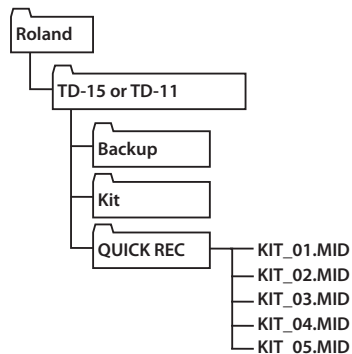 Roland
TD-15 or TD-11
Backup
Kit
QUICK REC
KIT_01.MID
KIT_02.MID
KIT_03.MID
KIT_04.MID
KIT_05.MID